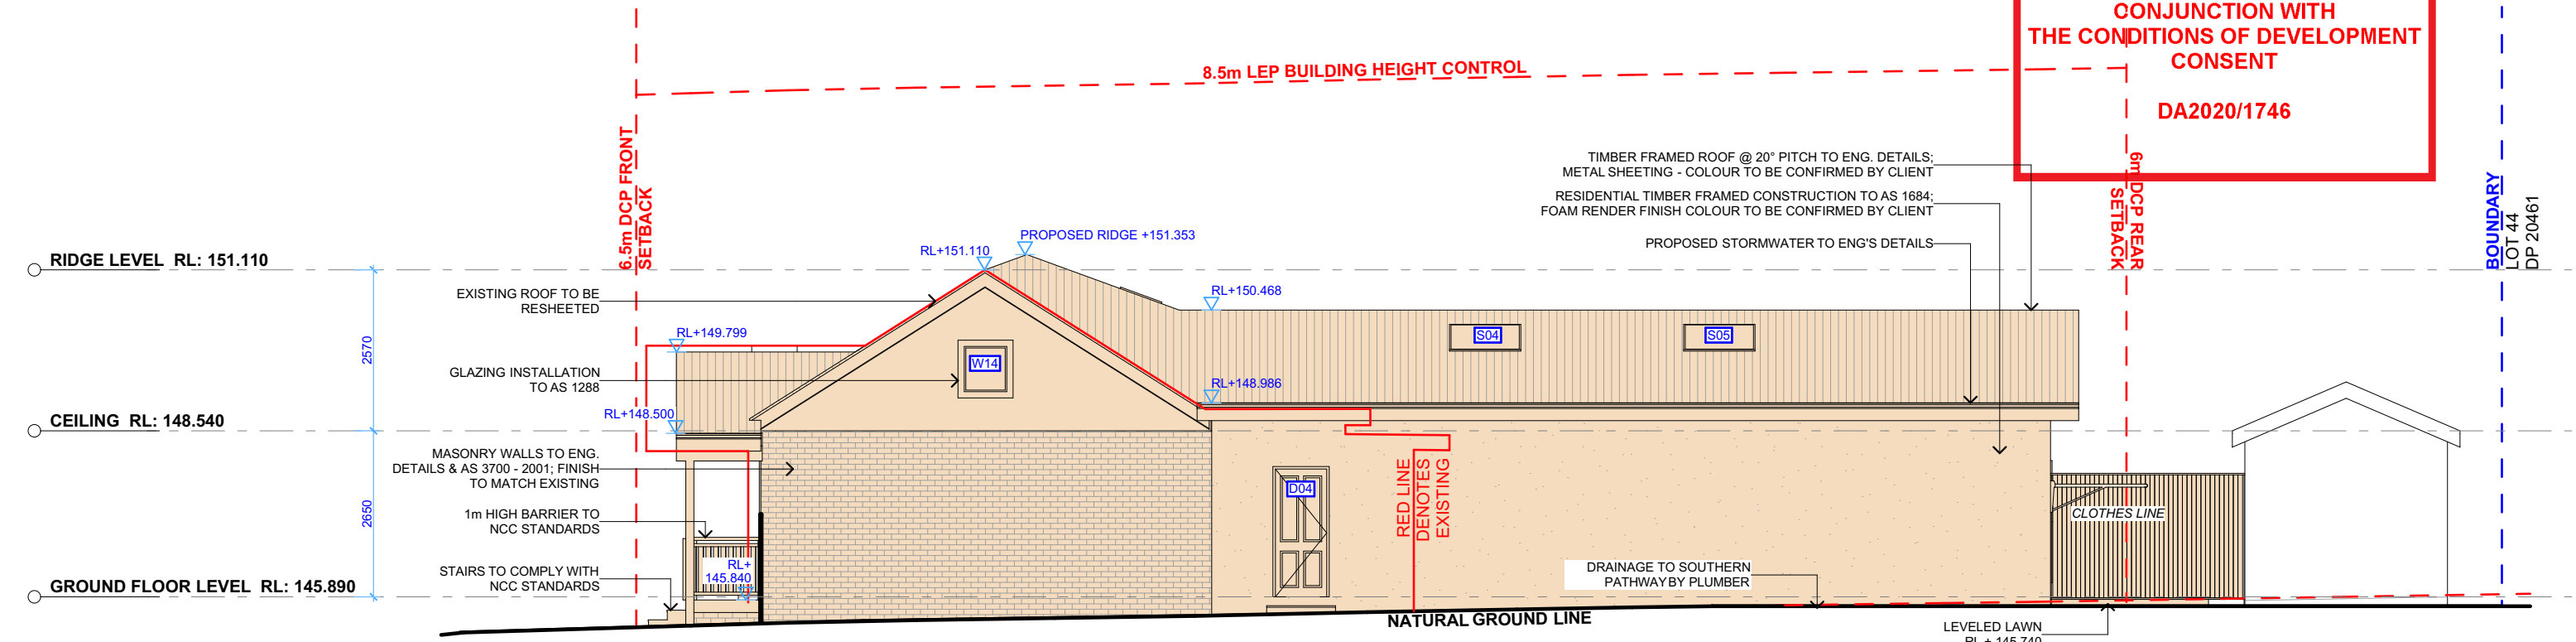 CONJUNCTION WITH
THE CONDITIONS OF DEVELOPMENT
CONSENT
DA2020/1746
8.5m LEP BUILDING HEIGHT CONTROL
6.5m DCP FRONT
SETBACK
6m DCP REAR
SETBACK
BOUNDARY
LOT 44
DP 20461
TIMBER FRAMED ROOF @ 20° PITCH TO ENG. DETAILS;
METAL SHEETING - COLOUR TO BE CONFIRMED BY CLIENT
RESIDENTIAL TIMBER FRAMED CONSTRUCTION TO AS 1684;
FOAM RENDER FINISH COLOUR TO BE CONFIRMED BY CLIENT
PROPOSED STORMWATER TO ENG'S DETAILS
PROPOSED RIDGE +151.353
RL+151.110
RIDGE LEVEL RL: 151.110
EXISTING ROOF TO BE
RESHEETED
RL+150.468
RL+149.799
S04
S05
2570
W14
GLAZING INSTALLATION
TO AS 1288
RL+148.986
RL+148.500
CEILING RL: 148.540
MASONRY WALLS TO ENG.
DETAILS & AS 3700 - 2001; FINISH
TO MATCH EXISTING
RED LINE
DENOTES
EXISTING
D04
2650
1m HIGH BARRIER TO
NCC STANDARDS
CLOTHES LINE
STAIRS TO COMPLY WITH
NCC STANDARDS
RL+
145.840
DRAINAGE TO SOUTHERN
PATHWAY BY PLUMBER
GROUND FLOOR LEVEL RL: 145.890
NATURAL GROUND LINE
LEVELED LAWN
RL + 145.740